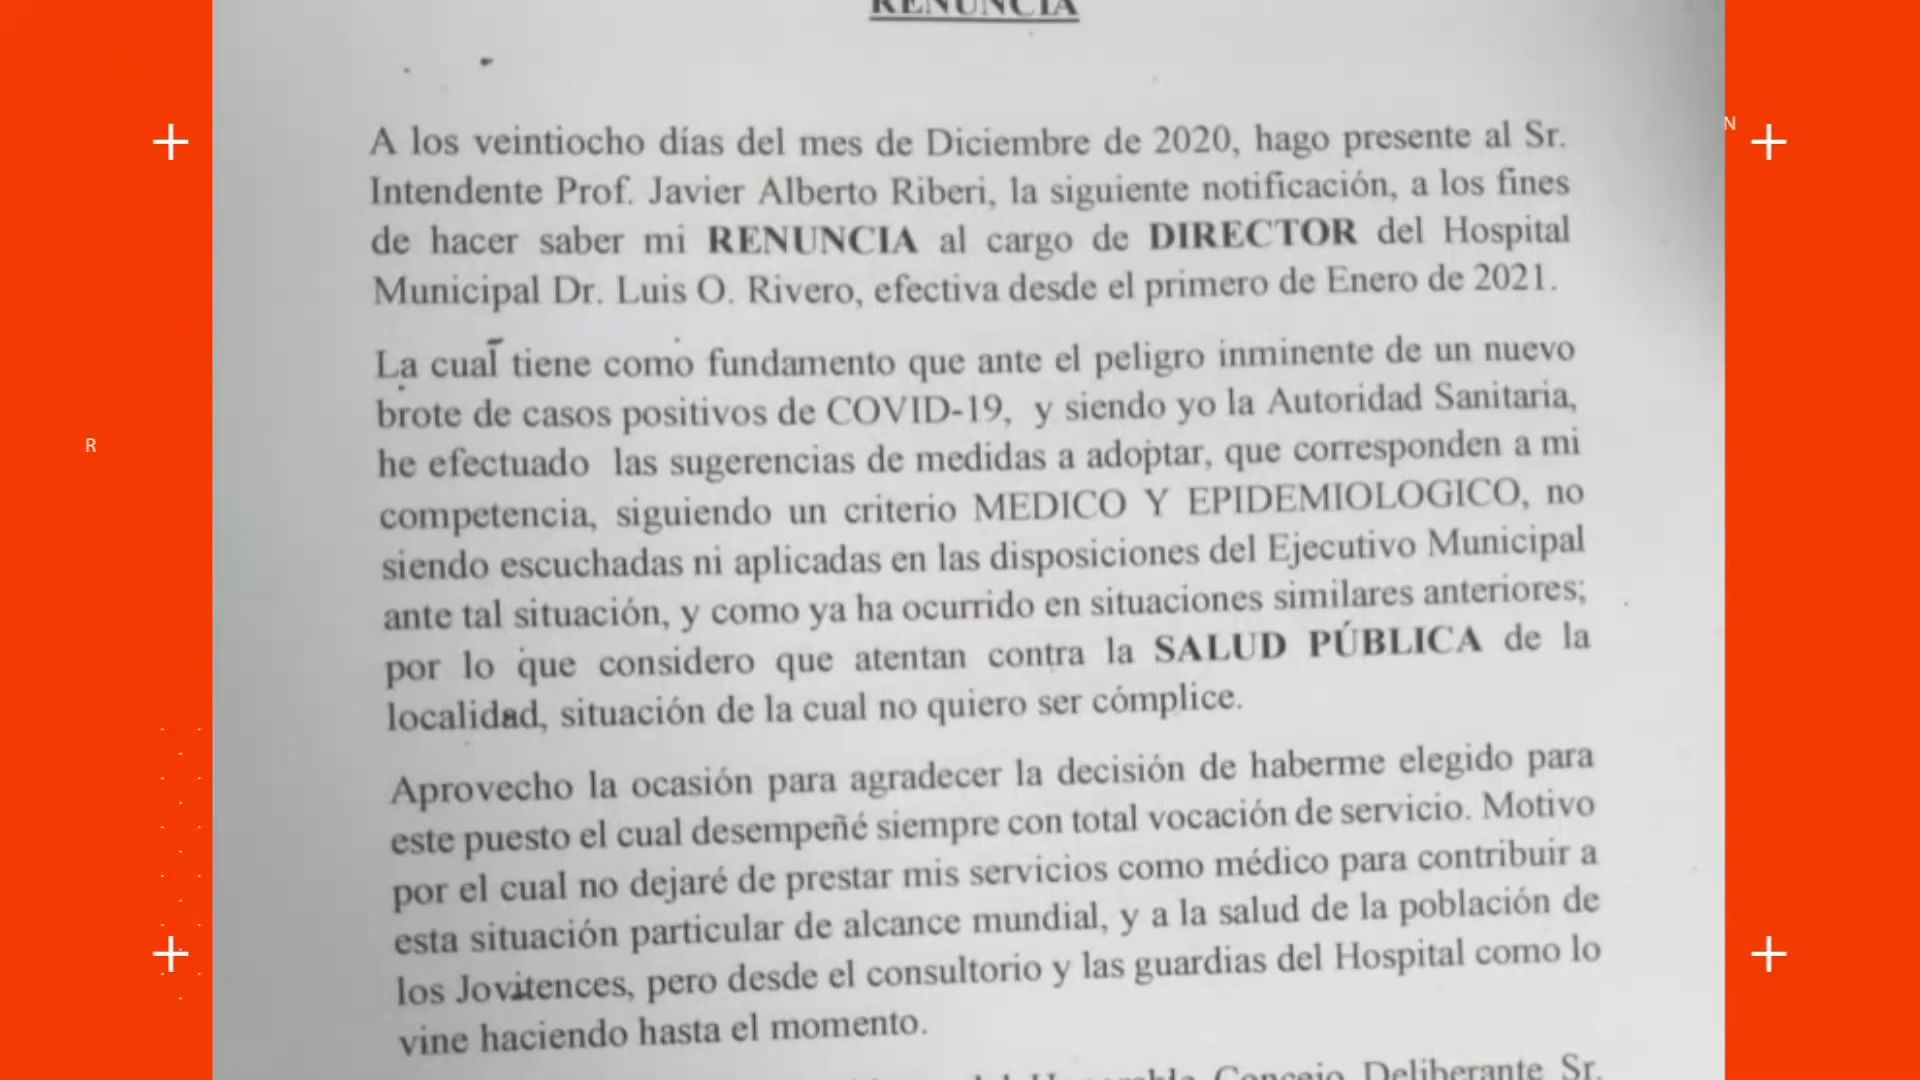 RENUNCIA
A los veintiocho días del mes de Diciembre de 2020, hago presente al Sr.
Intendente Prof. Javier Alberto Riberi, la siguiente notificación, a los fines
de hacer saber mi RENUNCIA al cargo de DIRECTOR del Hospital
Municipal Dr. Luis O. Rivero, efectiva desde el primero de Enero de 2021.
La cual tiene como fundamento que ante el peligro inminente de un nuevo
brote de casos positivos de COVID-19, y siendo yo la Autoridad Sanitaria,
he efectuado las sugerencias de medidas a adoptar, que corresponden a mi
competencia, siguiendo un criterio MEDICO Y EPIDEMIOLOGICO, no
siendo escuchadas ni aplicadas en las disposiciones del Ejecutivo Municipal
ante tal situación, y como ya ha ocurrido en situaciones similares anteriores;
por lo que considero que atentan contra la SALUD PÚBLICA de la
localidad, situación de la cual no quiero ser cómplice.
Aprovecho la ocasión para agradecer la decisión de haberme elegido para
este puesto el cual desempeñé siempre con total vocación de servicio. Motivo
por el cual no dejaré de prestar mis servicios como médico para contribuir a
esta situación particular de alcance mundial, y a la salud de la población de
los Jovitences, pero desde el consultorio y las guardias del Hospital como lo
vine haciendo hasta el momento.
del Honorable Concejo Deliberante Sr.
R
N